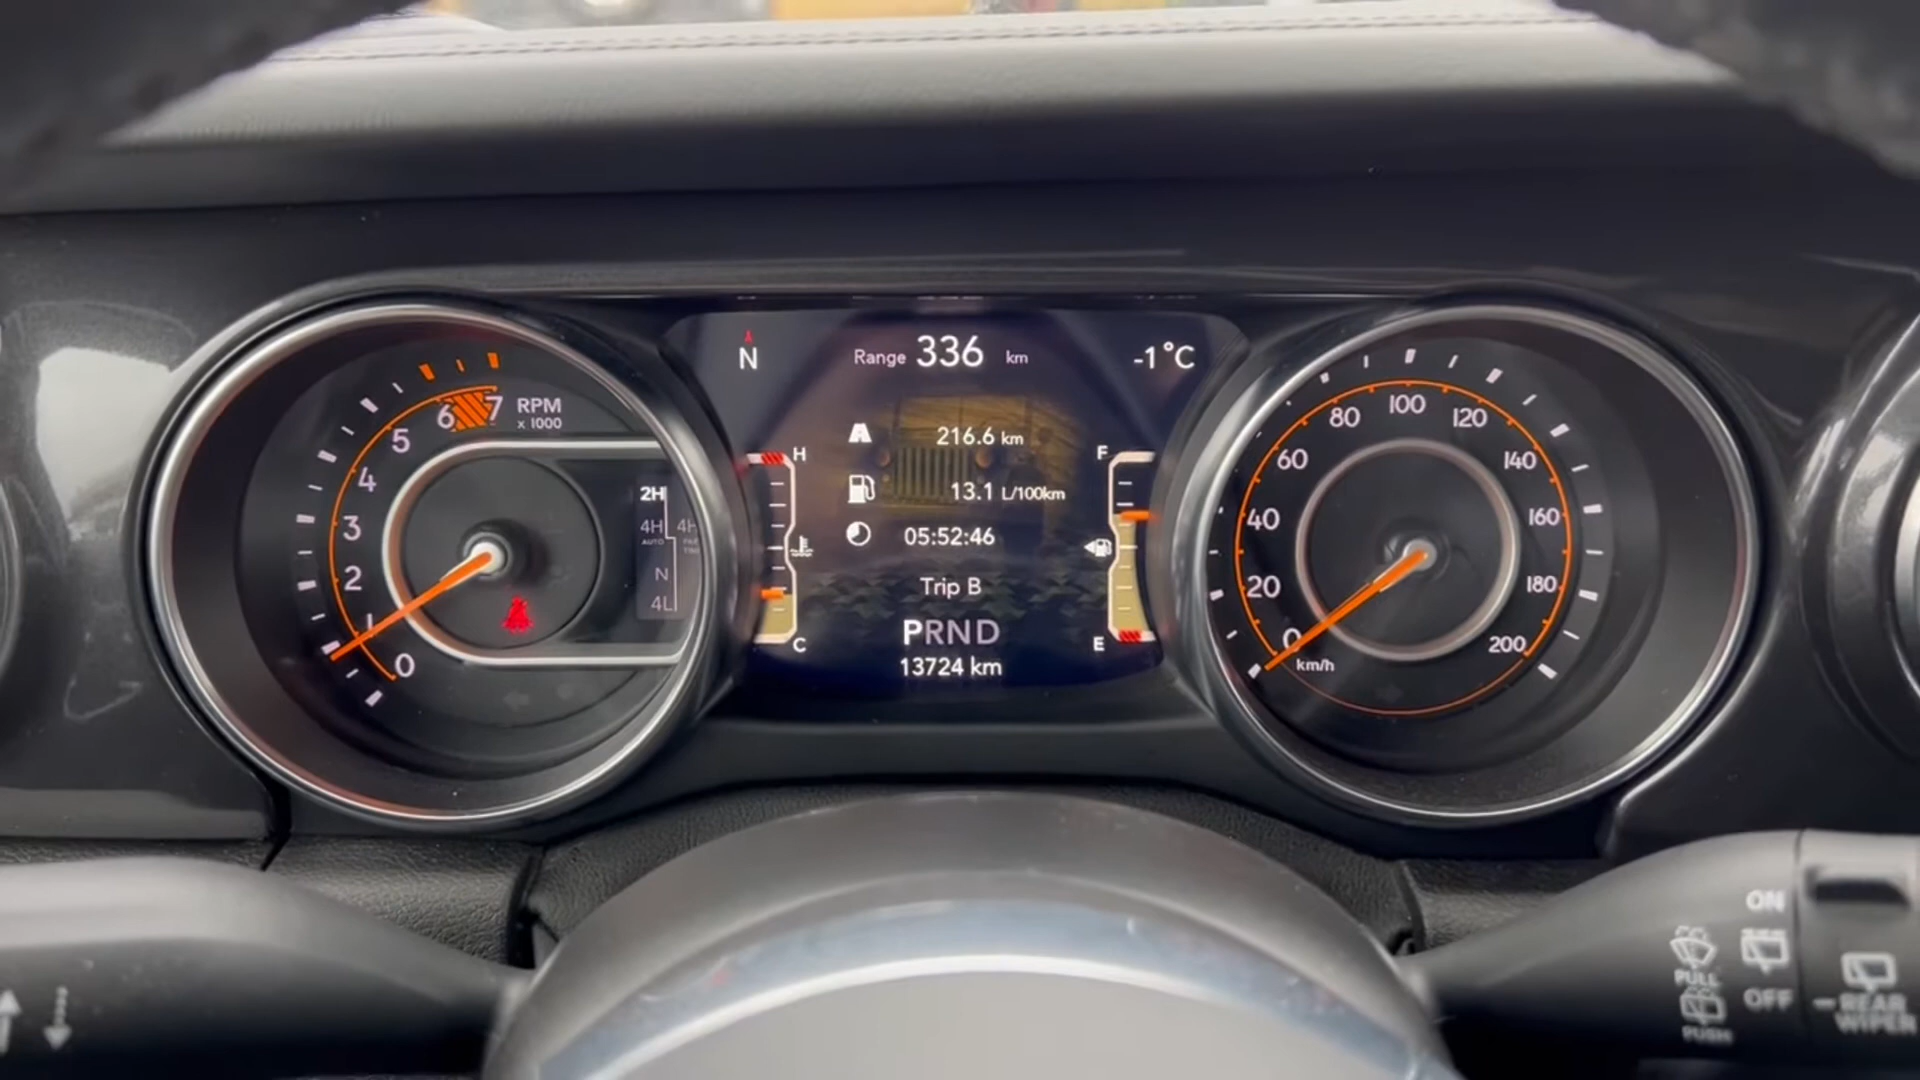 N
Range 336 km
-1°C
6 7
RPM
x 1000
5
4
3
2
1
0
2H
4H
AUTO
4H
N
4L
H
C
216.6 km
13.1 L/100km
05:52:46
Trip B
PRND
13724 km
F
E
0
20
40
60
80
100
120
140
160
180
200
km/h
ON
OFF
PULL
PUSH
REAR
WIPER